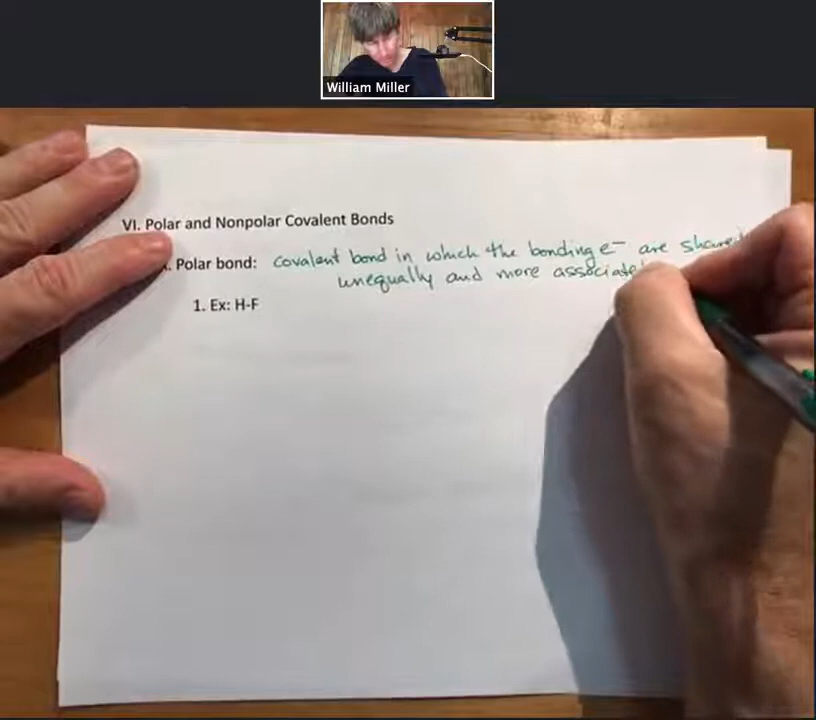 William Miller
VI. Polar and Nonpolar Covalent Bonds
. Polar bond: covalent bond in which the bonding e⁻ are shared
unequally and more associate
1. Ex: H-F